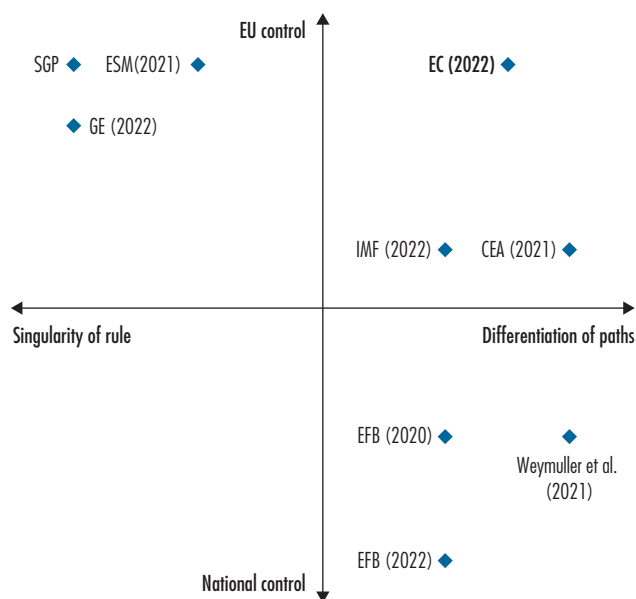 EU control
SGP
ESM(2021)
EC (2022)
GE (2022)
IMF (2022)
CEA (2021)
Singularity of rule
Differentiation of paths
EFB (2020)
Weymuller et al.
(2021)
EFB (2022)
National control